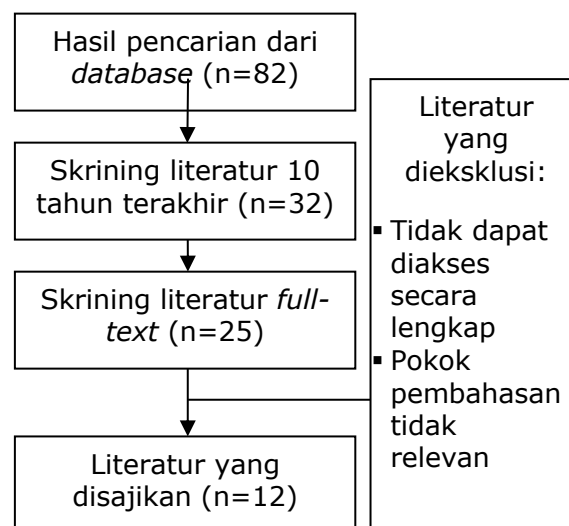 Hasil pencarian dari
database (n=82)
Skrining literatur 10
tahun terakhir (n=32)
Skrining literatur full-
text (n=25)
Literatur yang
disajikan (n=12)
Literatur
yang
dieksklusi:
▪ Tidak dapat
diakses
secara
lengkap
▪ Pokok
pembahasan
tidak
relevan